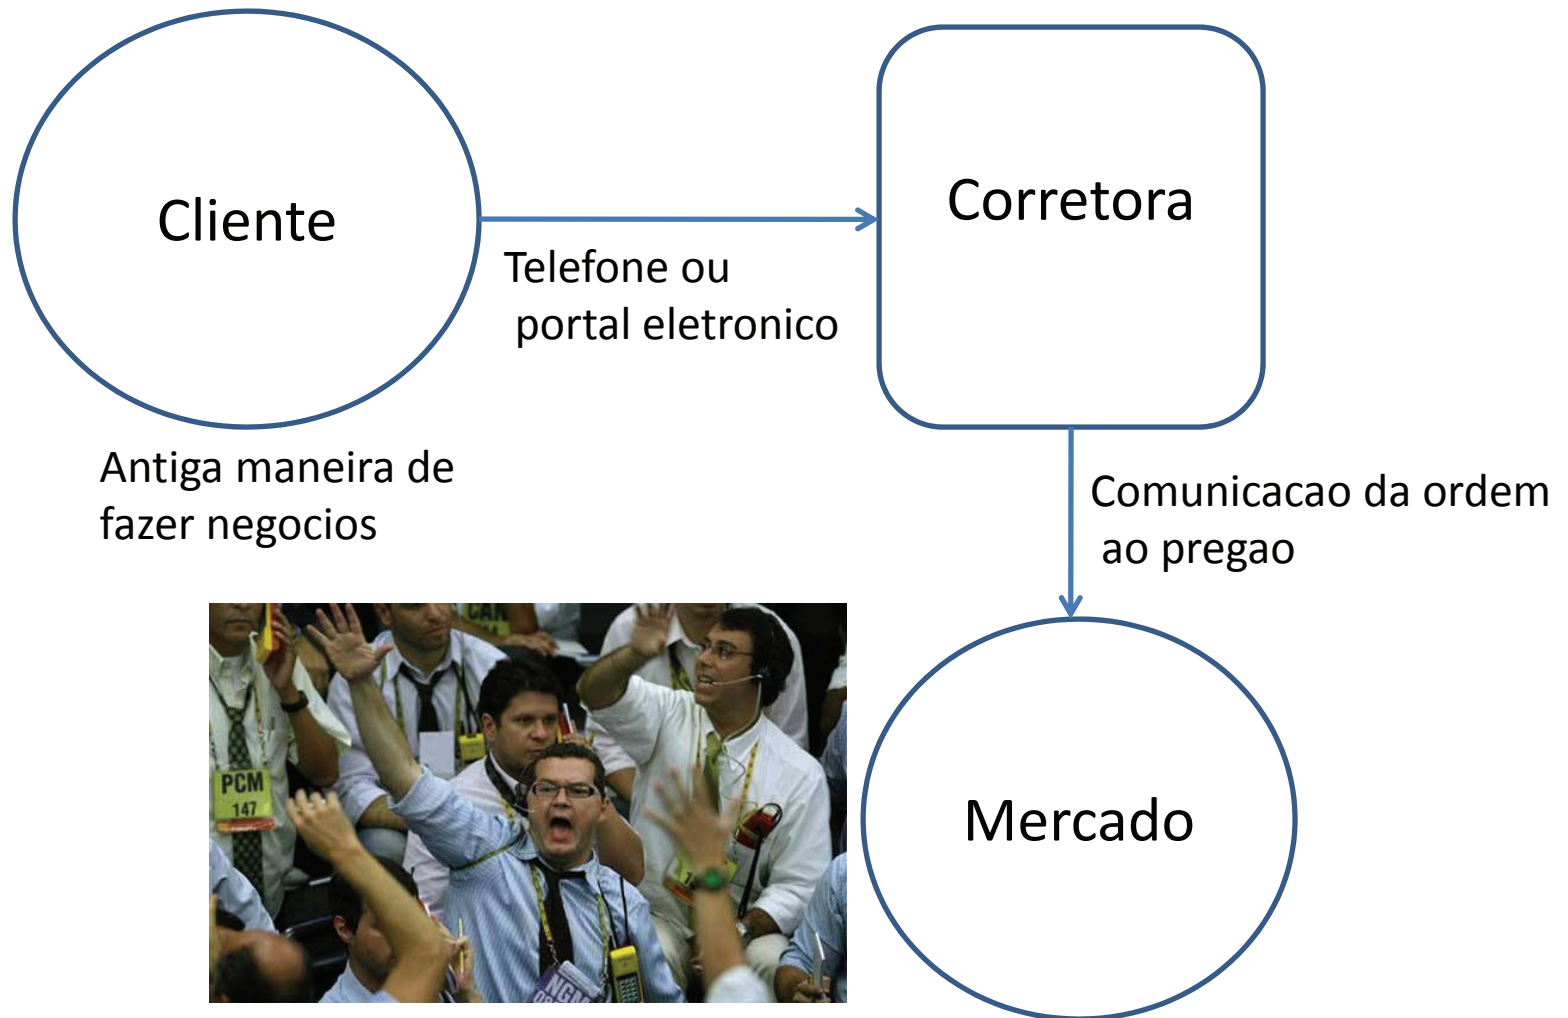 Cliente
Corretora
Telefone ou
portal eletronico
Antiga maneira de
fazer negocios
Comunicacao da ordem
ao pregao
PCM
147
NGM
Mercado